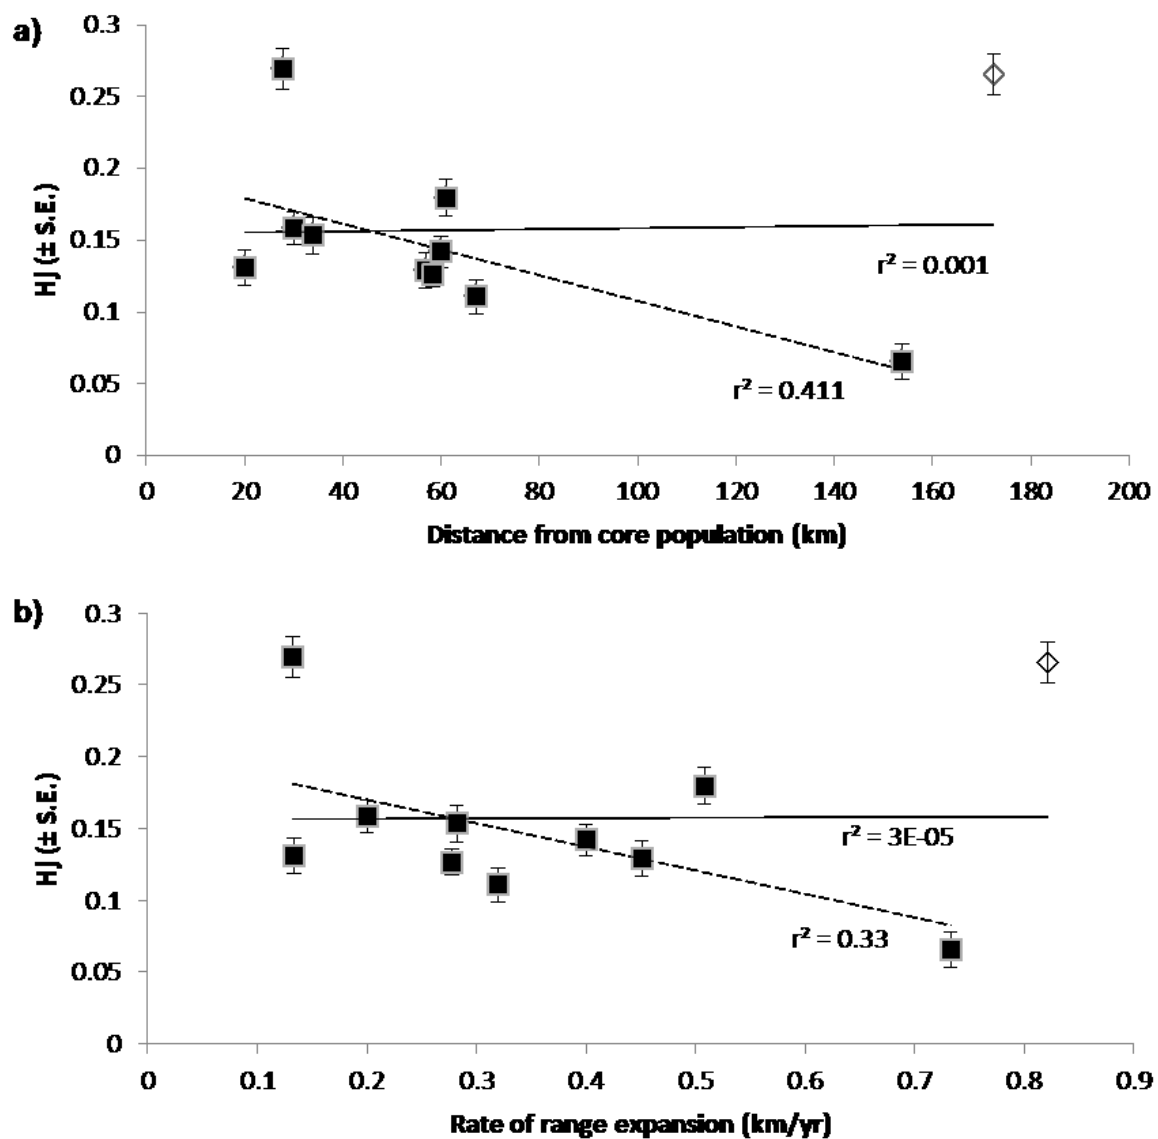 a)
0.3
0.25
0.2
0.15
0.1
0.05
0
HJ (± S.E.)
r² = 0.001
r² = 0.411
0 20 40 60 80 100 120 140 160 180 200
Distance from core population (km)
b)
0.3
0.25
0.2
0.15
0.1
0.05
0
HJ (± S.E.)
r² = 3E-05
r² = 0.33
0 0.1 0.2 0.3 0.4 0.5 0.6 0.7 0.8 0.9
Rate of range expansion (km/yr)